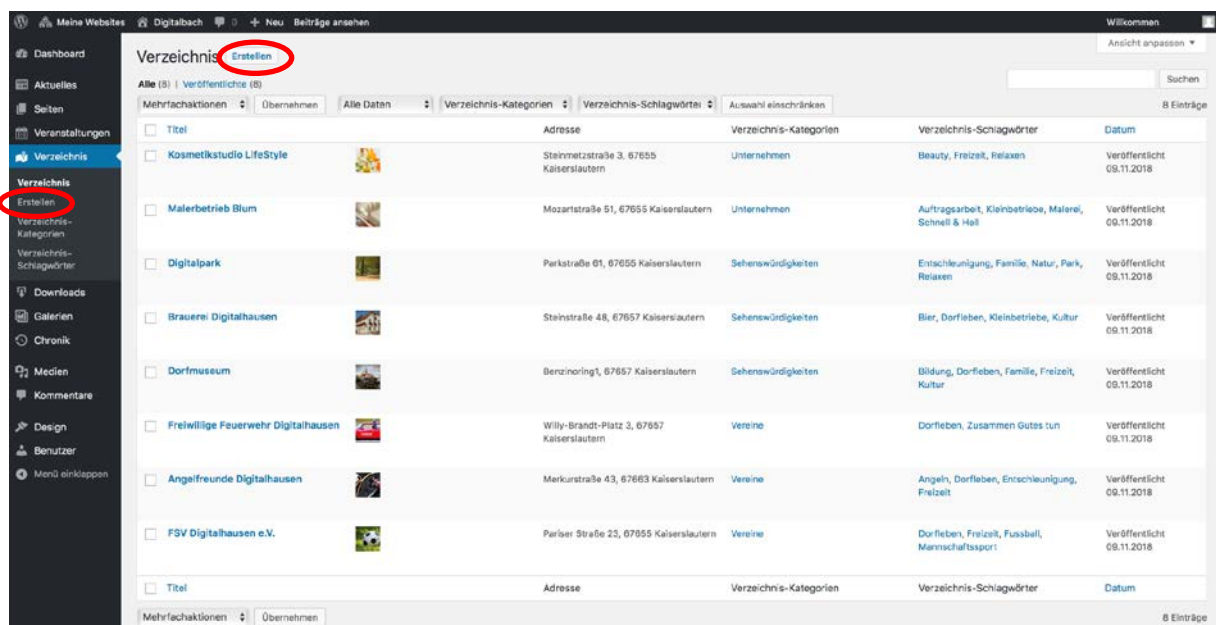 Meine Websites Digitalbach 0 + Neu Beiträge ansehen Willkommen
Ansicht anpassen
Dashboard
Aktuelles
Seiten
Veranstaltungen
Verzeichnis
Verzeichnis
Erstellen
Verzeichnis-
Kategorien
Verzeichnis-
Schlagwörter
Downloads
Galerien
Chronik
Medien
Kommentare
Design
Benutzer
Menü einklappen
Verzeichnis Erstellen
Alle (8) | Veröffentlichte (8)
Suchen
Mehrfachaktionen Übernehmen Alle Daten Verzeichnis-Kategorien Verzeichnis-Schlagwörter Auswahl einschränken 8 Einträge
Titel Adresse Verzeichnis-Kategorien Verzeichnis-Schlagwörter Datum
Kosmetikstudio LifeStyle Steinmetzstraße 3, 67655 Unternehmen Beauty, Freizeit, Relaxen Veröffentlicht
Kaiserslautern 09.11.2018
Malerbetrieb Blum Mozartstraße 51, 67655 Kaiserslautern Unternehmen Auftragsarbeit, Kleinbetriebe, Malerei, Veröffentlicht
Schnell & Hell 09.11.2018
Digitalpark Parkstraße 61, 67655 Kaiserslautern Sehenswürdigkeiten Entschleunigung, Familie, Natur, Park, Veröffentlicht
Relaxen 09.11.2018
Brauerei Digitalhausen Steinstraße 48, 67657 Kaiserslautern Sehenswürdigkeiten Bier, Dorfleben, Kleinbetriebe, Kultur Veröffentlicht
09.11.2018
Dorfmuseum Benzinoring1, 67657 Kaiserslautern Sehenswürdigkeiten Bildung, Dorfleben, Familie, Freizeit, Veröffentlicht
Kultur 09.11.2018
Freiwillige Feuerwehr Digitalhausen Willy-Brandt-Platz 3, 67657 Vereine Dorfleben, Zusammen Gutes tun Veröffentlicht
Kaiserslautern 09.11.2018
Angelfreunde Digitalhausen Merkurstraße 43, 67663 Kaiserslautern Vereine Angeln, Dorfleben, Entschleunigung, Veröffentlicht
Freizeit 09.11.2018
FSV Digitalhausen e.V. Pariser Straße 23, 67655 Kaiserslautern Vereine Dorfleben, Freizeit, Fussball, Veröffentlicht
Mannschaftssport 09.11.2018
Titel Adresse Verzeichnis-Kategorien Verzeichnis-Schlagwörter Datum
Mehrfachaktionen Übernehmen 8 Einträge